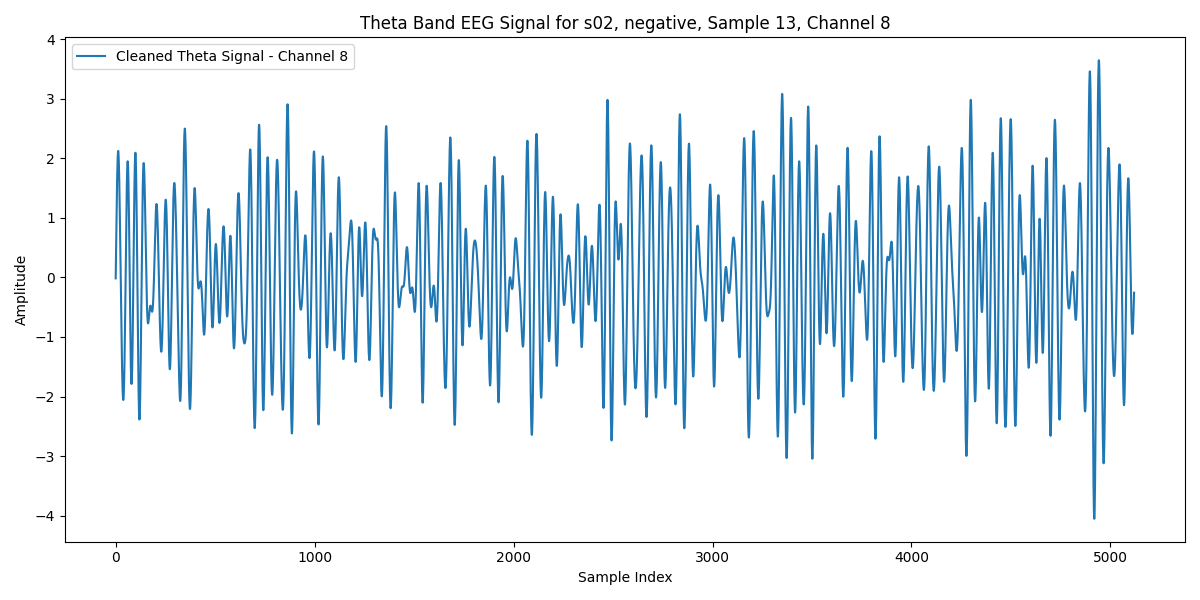 Theta Band EEG Signal for s02, negative, Sample 13, Channel 8
Cleaned Theta Signal - Channel 8
Amplitude
4
3
2
1
0
−1
−2
−3
−4
0 1000 2000 3000 4000 5000
Sample Index